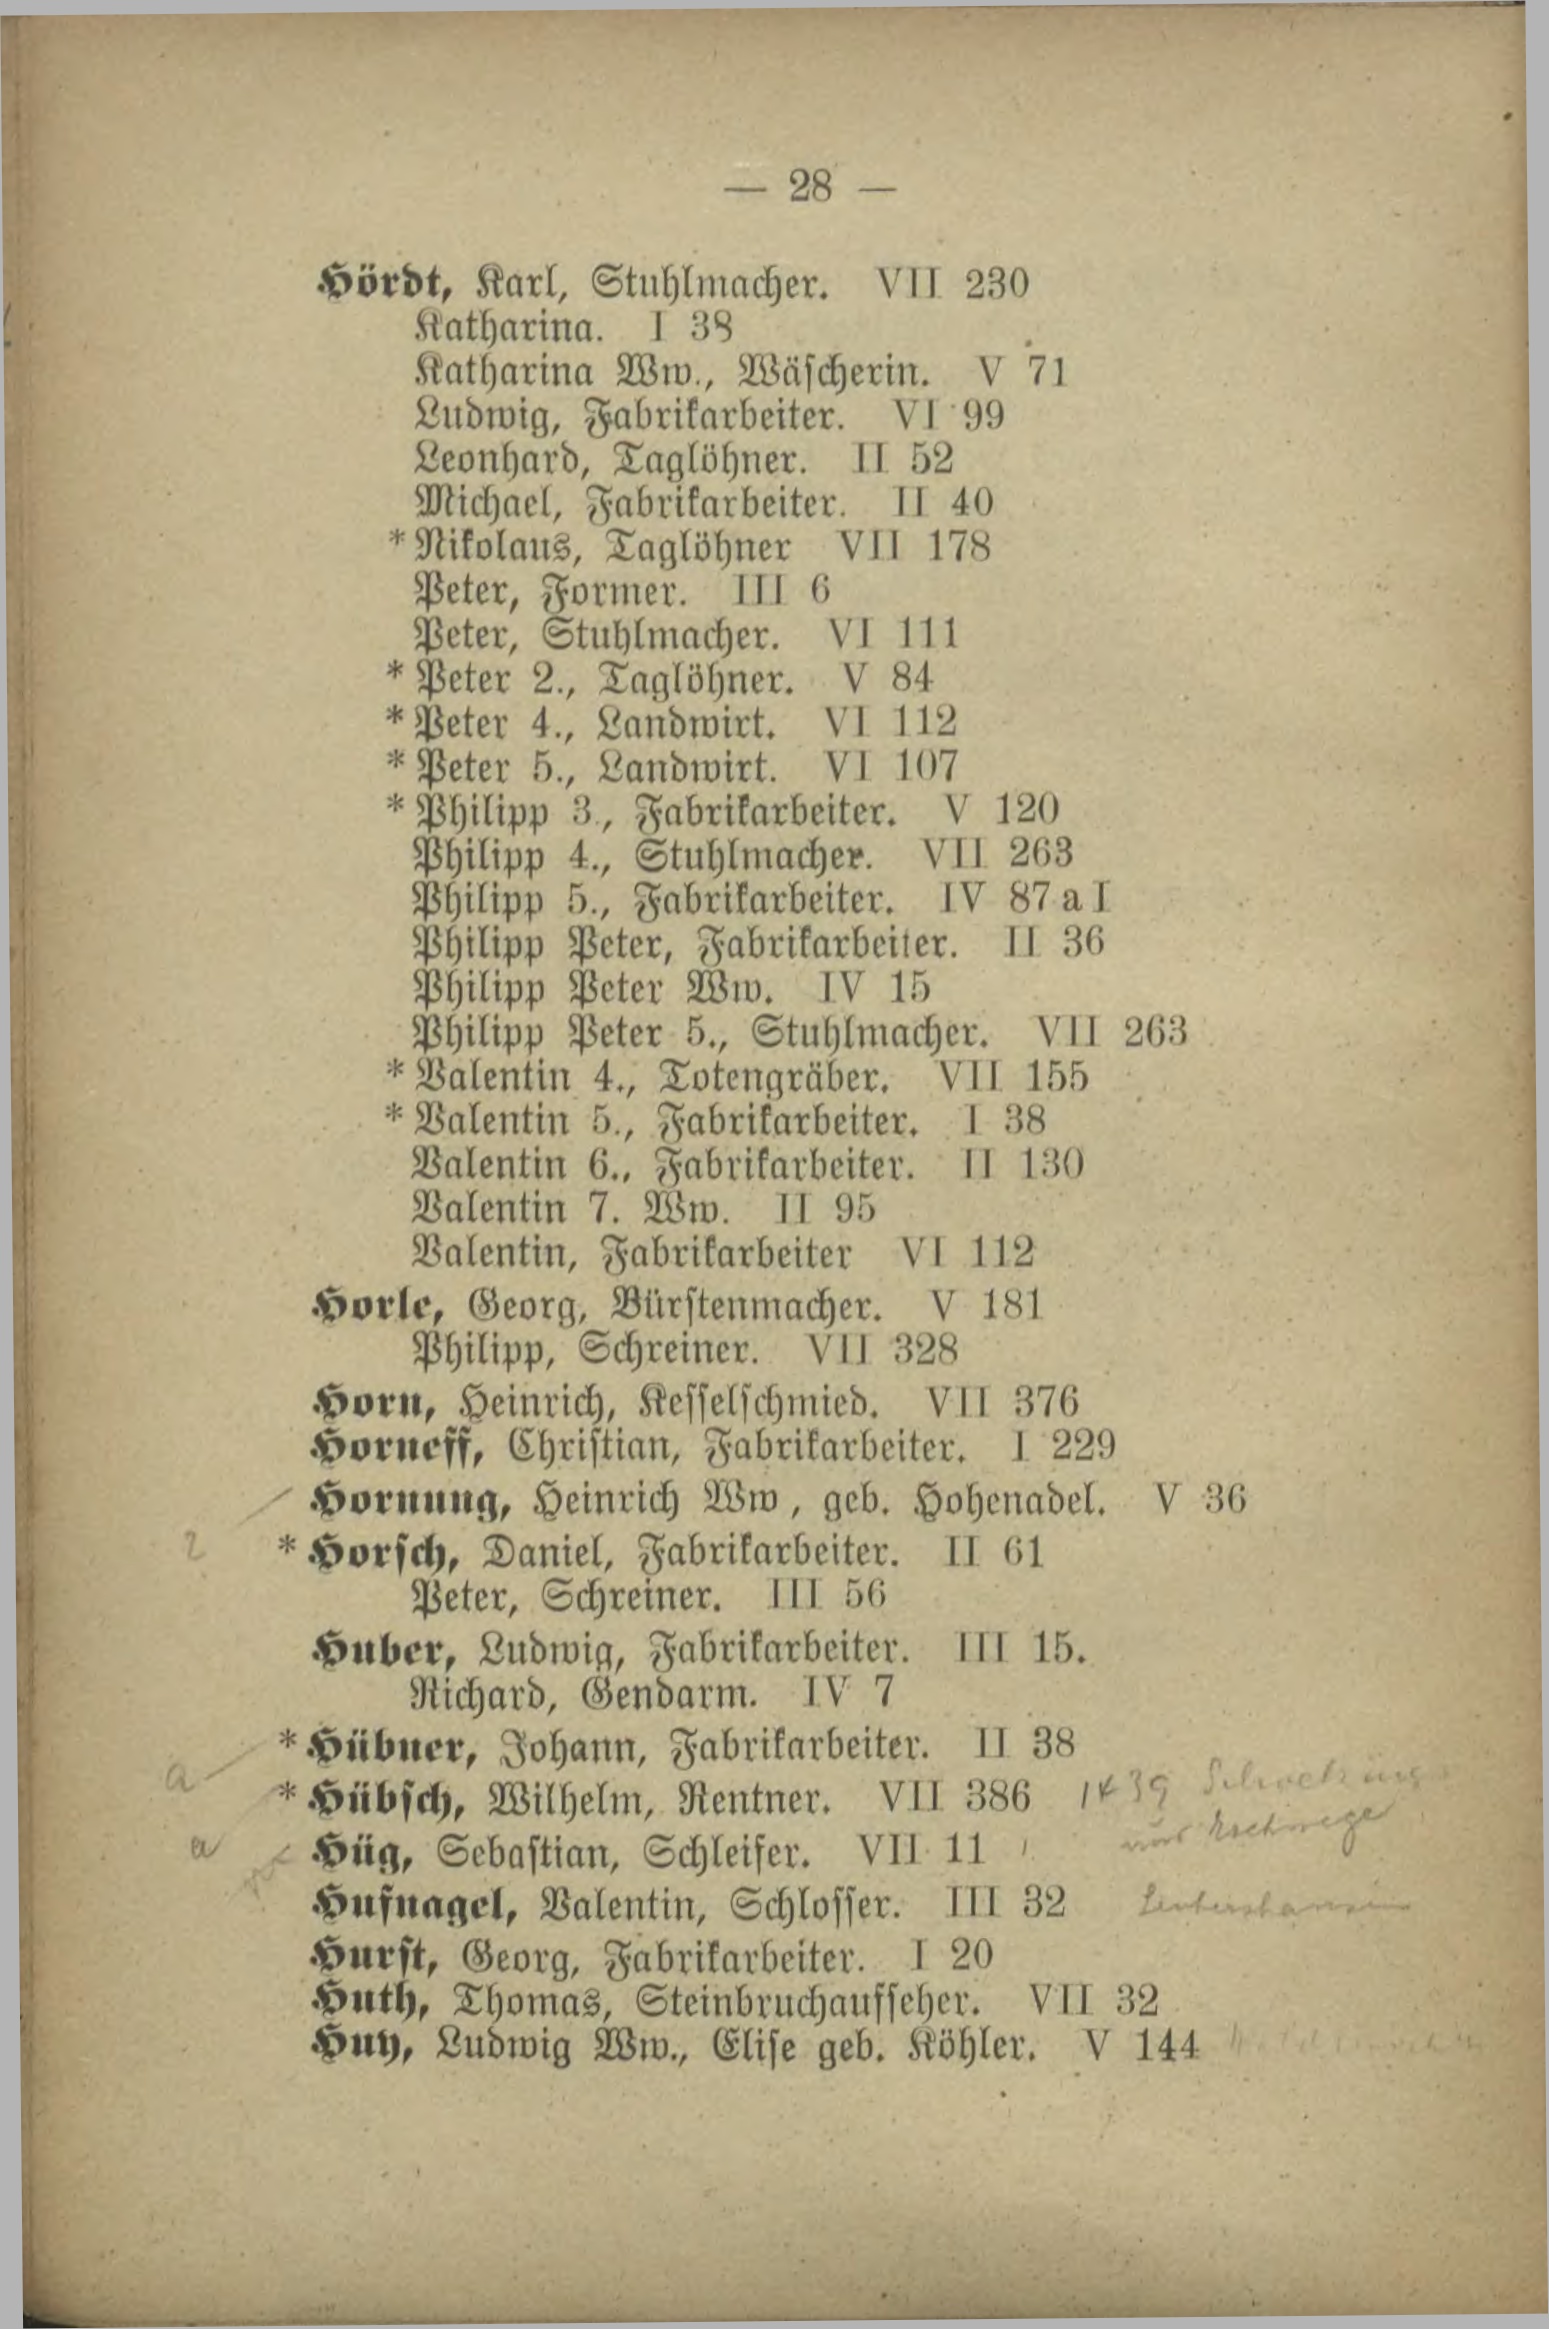 — 28 —
Hördt, Karl, Stuhlmacher. VII 230
Katharina. I 38
Katharina Ww., Wäscherin. V 71
Ludwig, Fabrikarbeiter. VI 99
Leonhard, Taglöhner. II 52
Michael, Fabrikarbeiter. II 40
* Nikolaus, Taglöhner VII 178
Peter, Former. III 6
Peter, Stuhlmacher. VI 111
* Peter 2., Taglöhner. V 84
* Peter 4., Landwirt. VI 112
* Peter 5., Landwirt. VI 107
* Philipp 3., Fabrikarbeiter. V 120
Philipp 4., Stuhlmacher. VII 263
Philipp 5., Fabrikarbeiter. IV 87 a I
Philipp Peter, Fabrikarbeiter. II 36
Philipp Peter Ww. IV 15
Philipp Peter 5., Stuhlmacher. VII 263
* Valentin 4., Totengräber. VII 155
* Valentin 5., Fabrikarbeiter. I 38
Valentin 6., Fabrikarbeiter. II 130
Valentin 7. Ww. II 95
Valentin, Fabrikarbeiter VI 112
Horle, Georg, Bürstenmacher. V 181
Philipp, Schreiner. VII 328
Horn, Heinrich, Kesselschmied. VII 376
Horneff, Christian, Fabrikarbeiter. I 229
Hornung, Heinrich Ww, geb. Hohenadel. V 36
2 * Horsch, Daniel, Fabrikarbeiter. II 61
Peter, Schreiner. III 56
Huber, Ludwig, Fabrikarbeiter. III 15.
Richard, Gendarm. IV 7
* Hübner, Johann, Fabrikarbeiter. II 38
a * Hübsch, Wilhelm, Rentner. VII 386
a Hüg, Sebastian, Schleifer. VII 11 Eschwege
Hufnagel, Valentin, Schlosser. III 32
Hurst, Georg, Fabrikarbeiter. I 20
Huth, Thomas, Steinbruchaufseher. VII 32
Huy, Ludwig Ww., Elise geb. Köhler. V 144